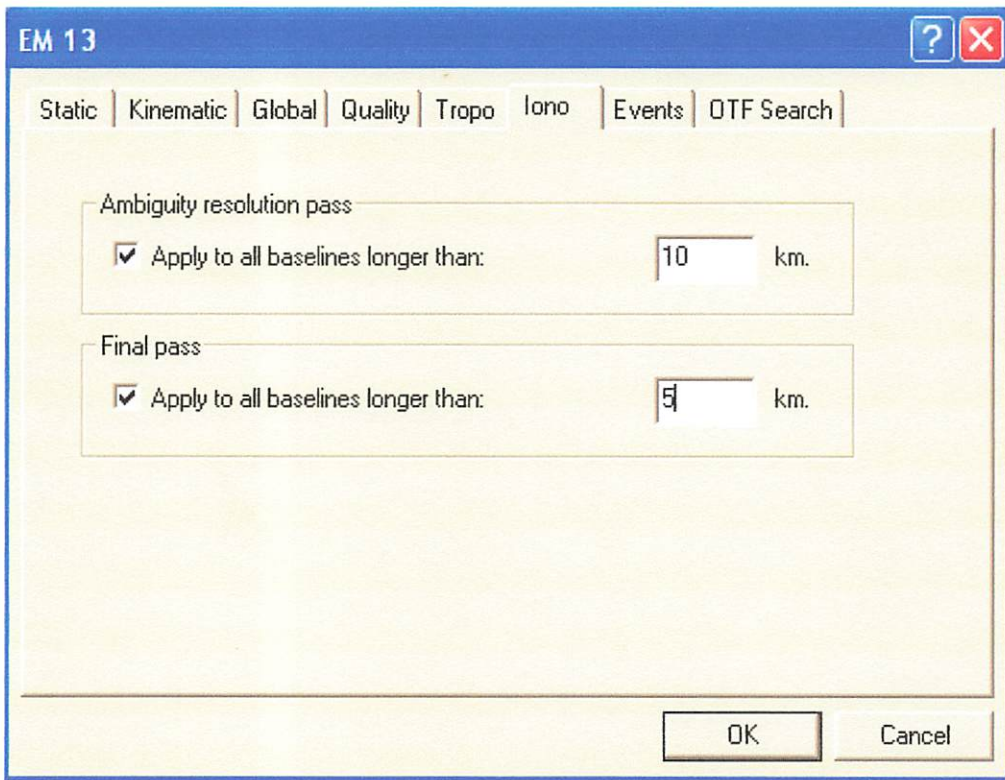 EM 13
?
Static Kinematic Global Quality Tropo Iono Events OTF Search
Ambiguity resolution pass
Apply to all baselines longer than: 10 km.
Final pass
Apply to all baselines longer than: 5 km.
OK Cancel